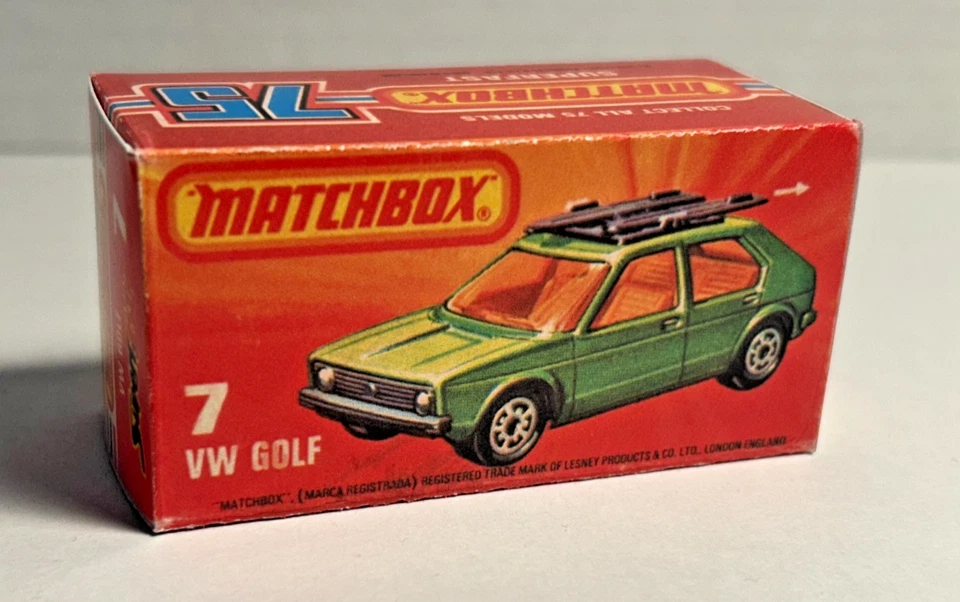 75
MATCHBOX
SUPERFAST
COLLECT ALL 75 MODELS
"MATCHBOX"®
7
VW GOLF
"MATCHBOX", (MARCA REGISTRADA) REGISTERED TRADE MARK OF LESNEY PRODUCTS & CO. LTD., LONDON ENGLAND